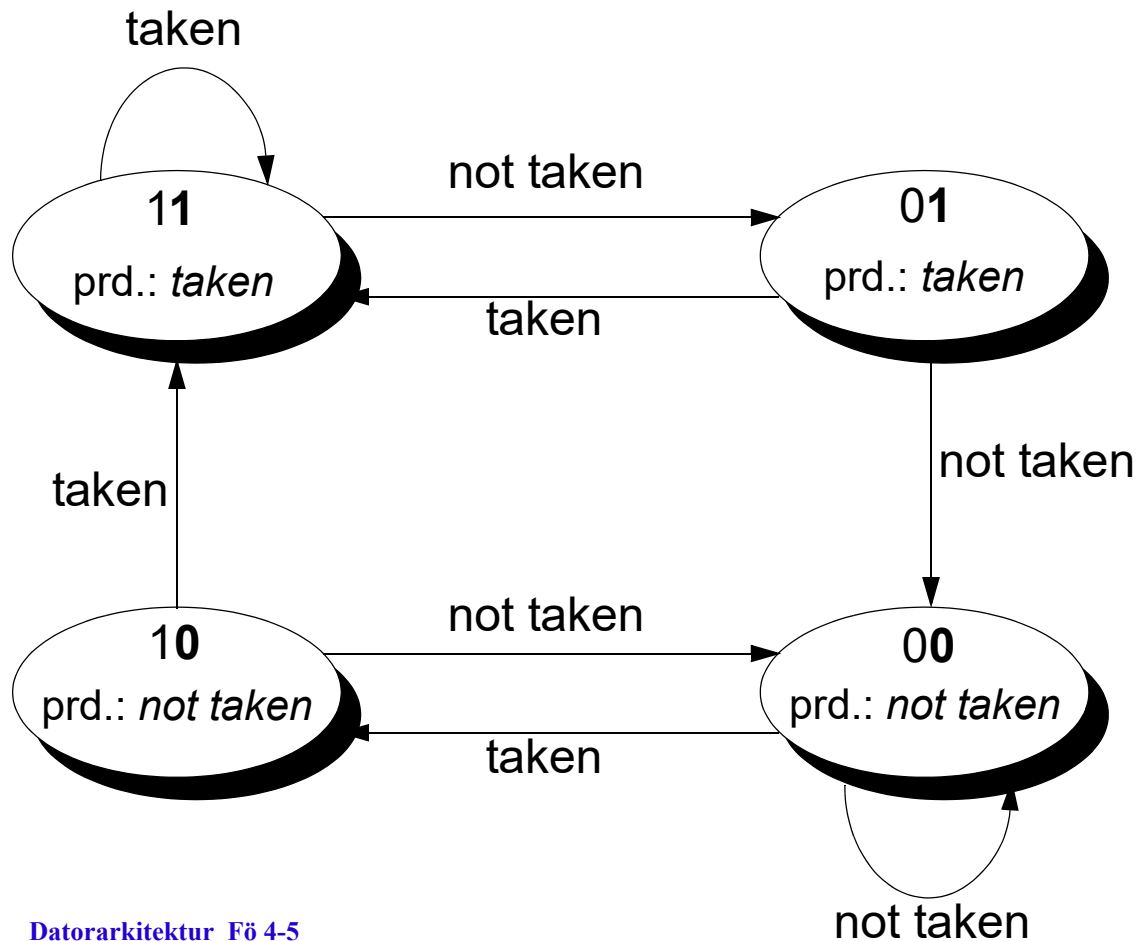 taken
not taken
11
prd.: taken
01
prd.: taken
taken
taken
not taken
10
prd.: not taken
not taken
00
prd.: not taken
taken
not taken
Datorarkitektur Fö 4-5